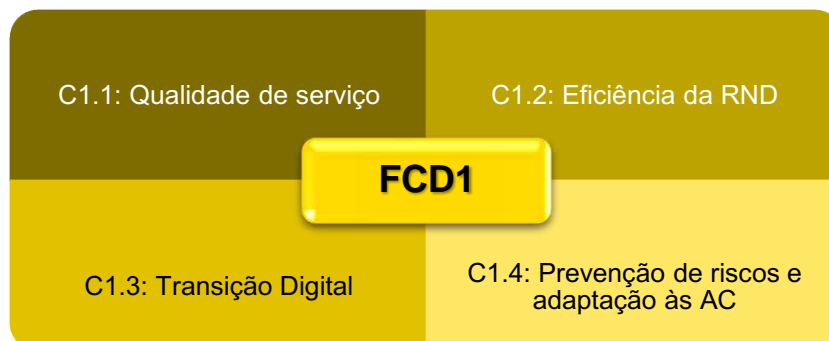 C1.1: Qualidade de serviço
C1.2: Eficiência da RND
FCD1
C1.3: Transição Digital
C1.4: Prevenção de riscos e
adaptação às AC